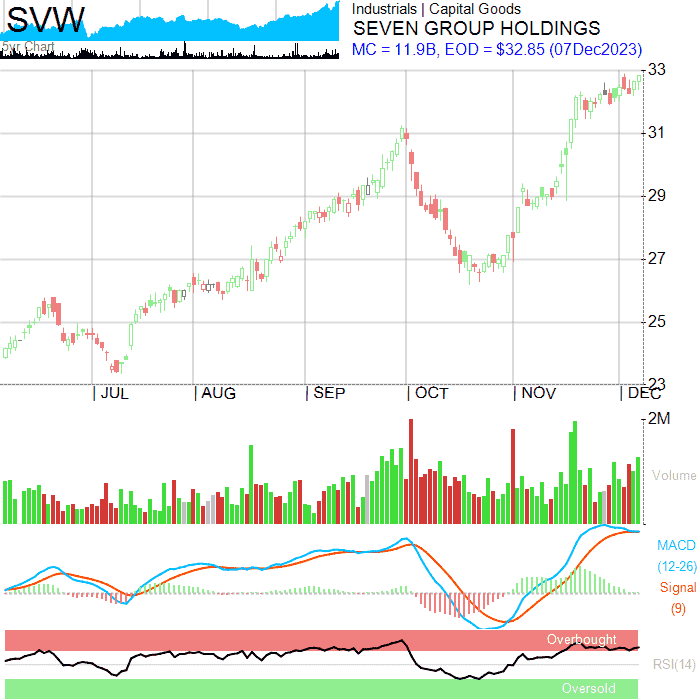 SVW
5yr Chart
Industrials | Capital Goods
SEVEN GROUP HOLDINGS
MC = 11.9B, EOD = $32.85 (07Dec2023)
33
31
29
27
25
23
JUL AUG SEP OCT NOV DEC
2M
Volume
MACD
(12-26)
Signal
(9)
Overbought
RSI(14)
Oversold